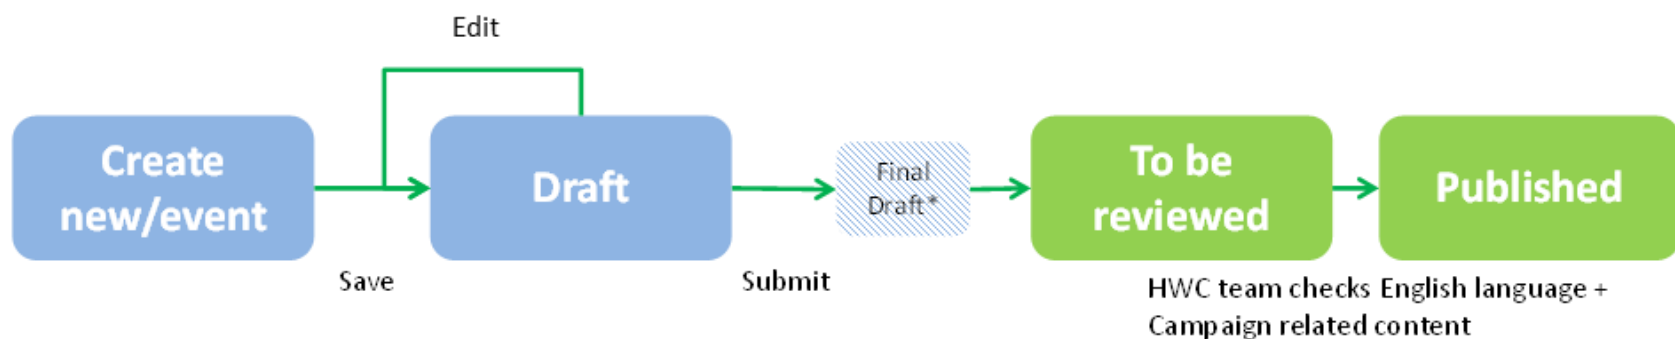 Edit
Create
new/event
Draft
Final
Draft*
To be
reviewed
Published
Save
Submit
HWC team checks English language +
Campaign related content